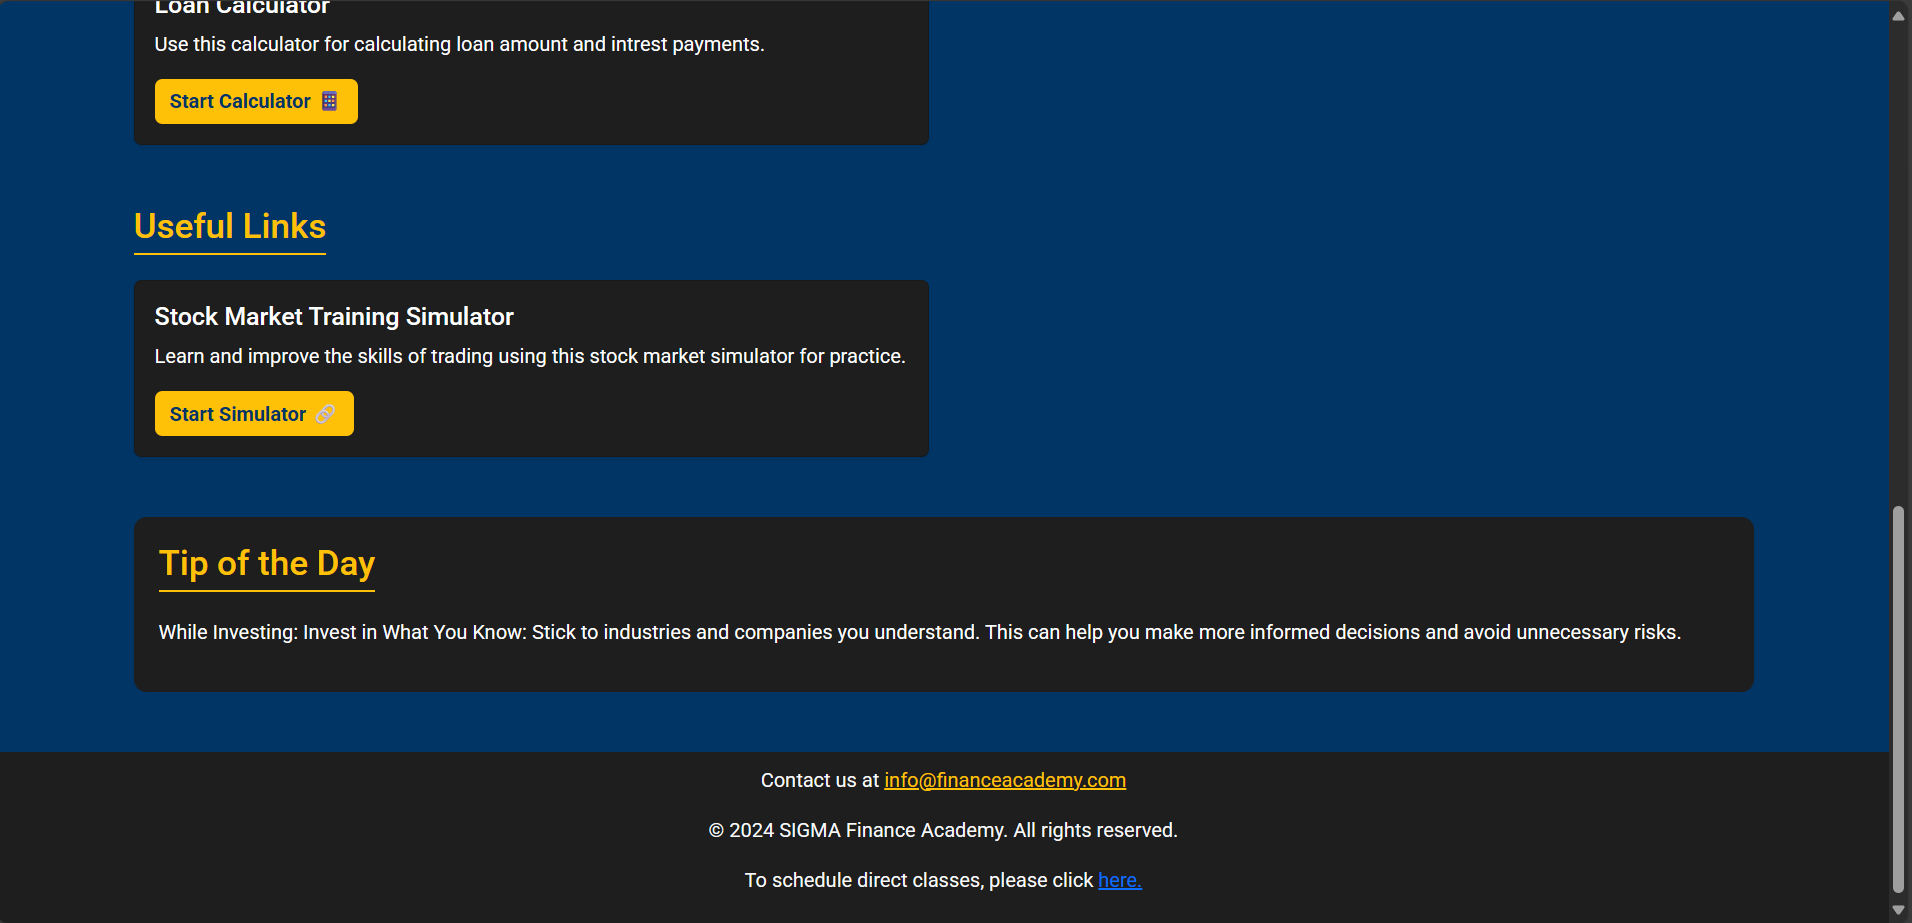 Loan Calculator
Use this calculator for calculating loan amount and intrest payments.
Start Calculator
Useful Links
Stock Market Training Simulator
Learn and improve the skills of trading using this stock market simulator for practice.
Start Simulator
Tip of the Day
While Investing: Invest in What You Know: Stick to industries and companies you understand. This can help you make more informed decisions and avoid unnecessary risks.
Contact us at info@financeacademy.com
© 2024 SIGMA Finance Academy. All rights reserved.
To schedule direct classes, please click here.